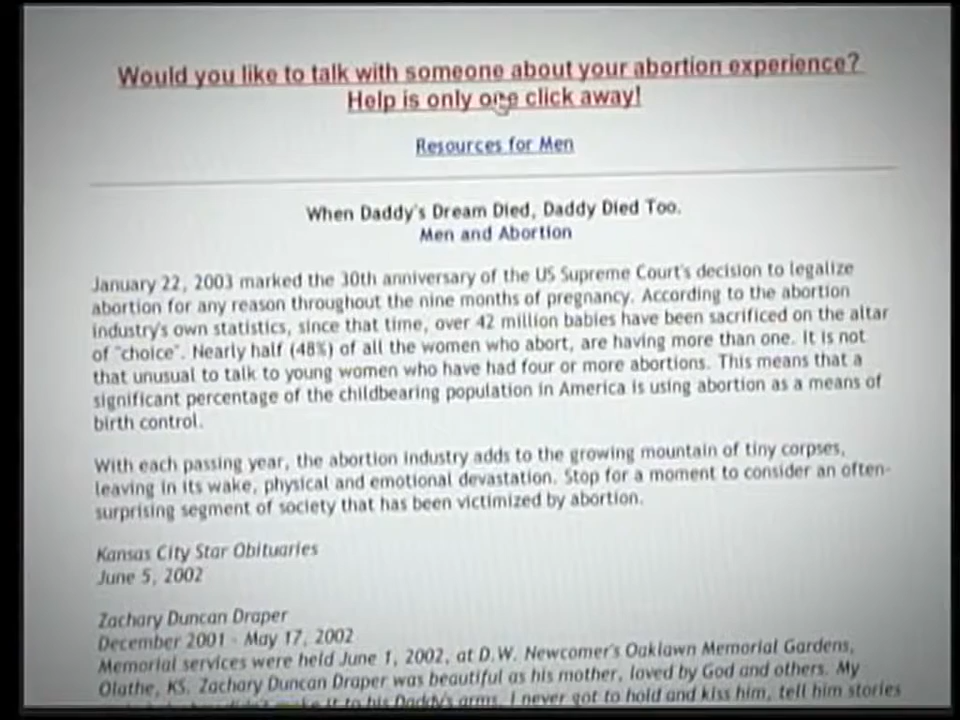 Would you like to talk with someone about your abortion experience?
Help is only one click away!
Resources for Men
When Daddy's Dream Died, Daddy Died Too.
Men and Abortion
January 22, 2003 marked the 30th anniversary of the US Supreme Court's decision to legalize
abortion for any reason throughout the nine months of pregnancy. According to the abortion
industry's own statistics, since that time, over 42 million babies have been sacrificed on the altar
of "choice". Nearly half (48%) of all the women who abort, are having more than one. It is not
that unusual to talk to young women who have had four or more abortions. This means that a
significant percentage of the childbearing population in America is using abortion as a means of
birth control.
With each passing year, the abortion industry adds to the growing mountain of tiny corpses,
leaving in its wake, physical and emotional devastation. Stop for a moment to consider an often-
surprising segment of society that has been victimized by abortion.
Kansas City Star Obituaries
June 5, 2002
Zachary Duncan Draper
December 2001 - May 17, 2002
Memorial services were held June 1, 2002, at D.W. Newcomer's Oaklawn Memorial Gardens,
Olathe, KS. Zachary Duncan Draper was beautiful as his mother, loved by God and others. My
make it to his Daddy's arms. I never got to hold and kiss him, tell him stories